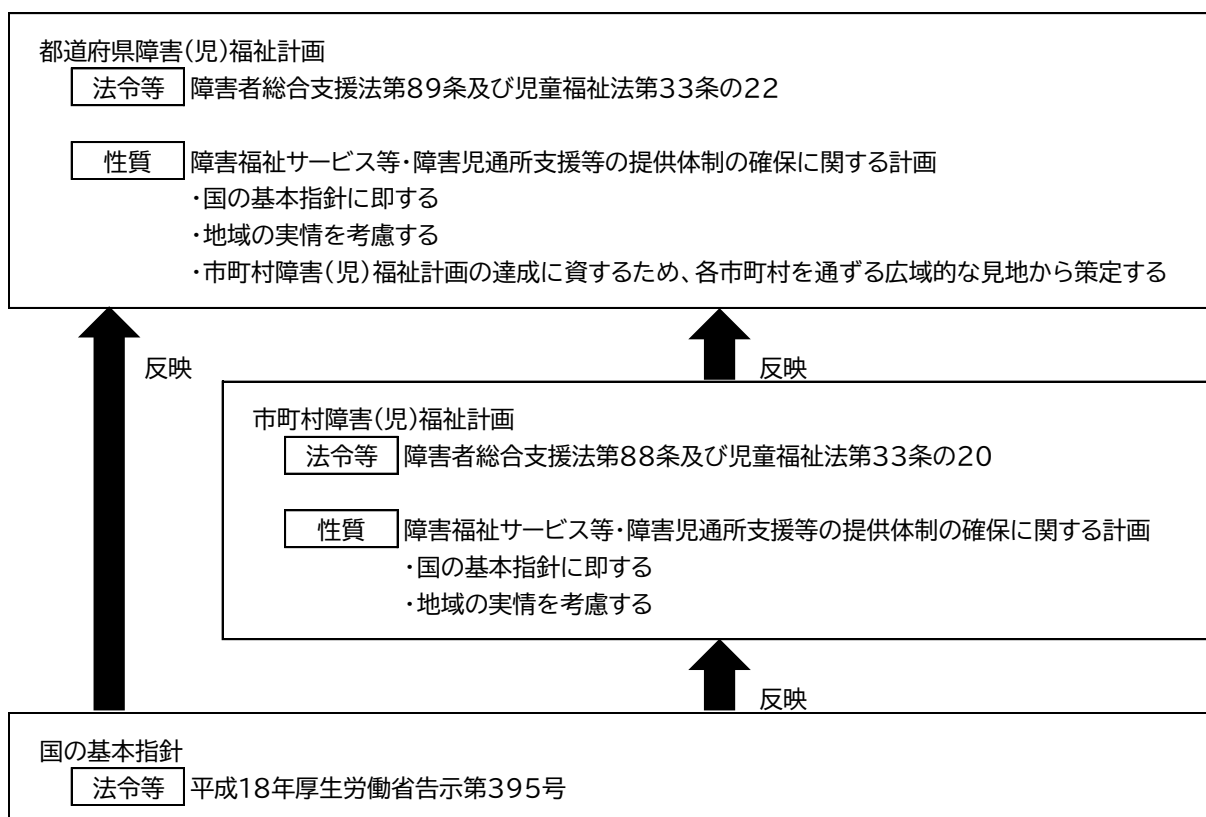 都道府県障害(児)福祉計画
法令等 障害者総合支援法第89条及び児童福祉法第33条の22
性質 障害福祉サービス等・障害児通所支援等の提供体制の確保に関する計画
・国の基本指針に即する
・地域の実情を考慮する
・市町村障害(児)福祉計画の達成に資するため、各市町村を通ずる広域的な見地から策定する
反映
反映
市町村障害(児)福祉計画
法令等 障害者総合支援法第88条及び児童福祉法第33条の20
性質 障害福祉サービス等・障害児通所支援等の提供体制の確保に関する計画
・国の基本指針に即する
・地域の実情を考慮する
反映
国の基本指針
法令等 平成18年厚生労働省告示第395号